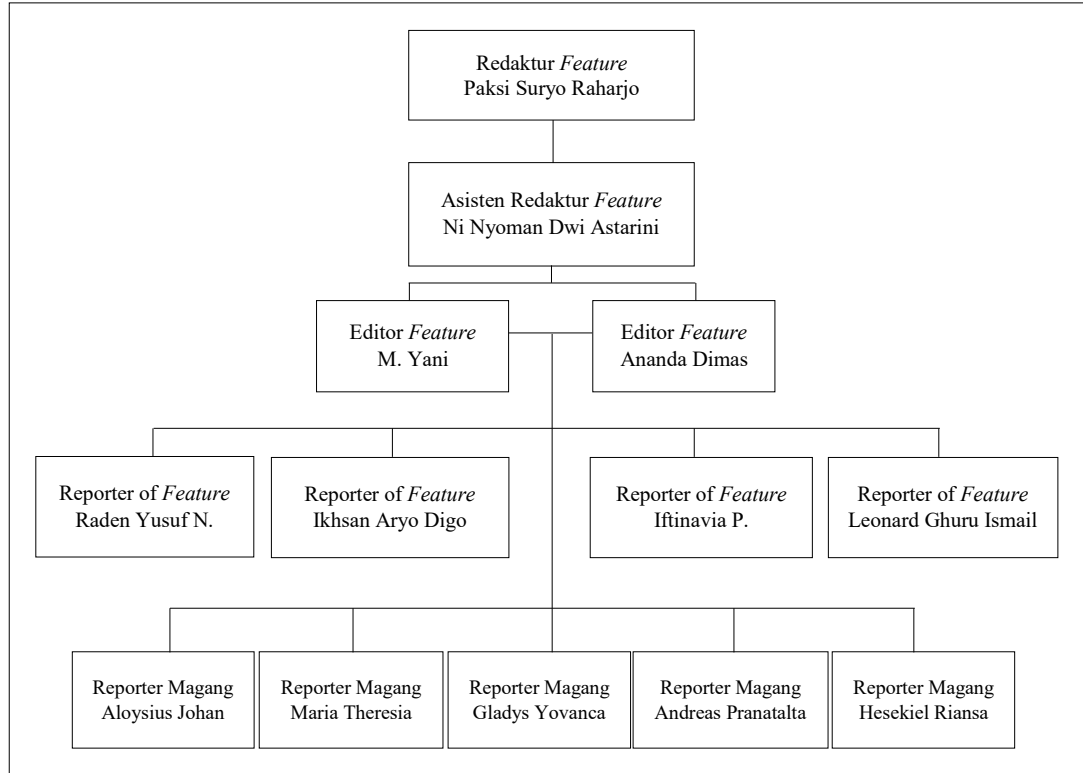 Redaktur Feature
Paksi Suryo Raharjo
Asisten Redaktur Feature
Ni Nyoman Dwi Astarini
Editor Feature
M. Yani
Editor Feature
Ananda Dimas
Reporter of Feature
Raden Yusuf N.
Reporter of Feature
Ikhsan Aryo Digo
Reporter of Feature
Iftinavia P.
Reporter of Feature
Leonard Ghuru Ismail
Reporter Magang
Aloysius Johan
Reporter Magang
Maria Theresia
Reporter Magang
Gladys Yovanca
Reporter Magang
Andreas Pranatalta
Reporter Magang
Hesekiel Riansa